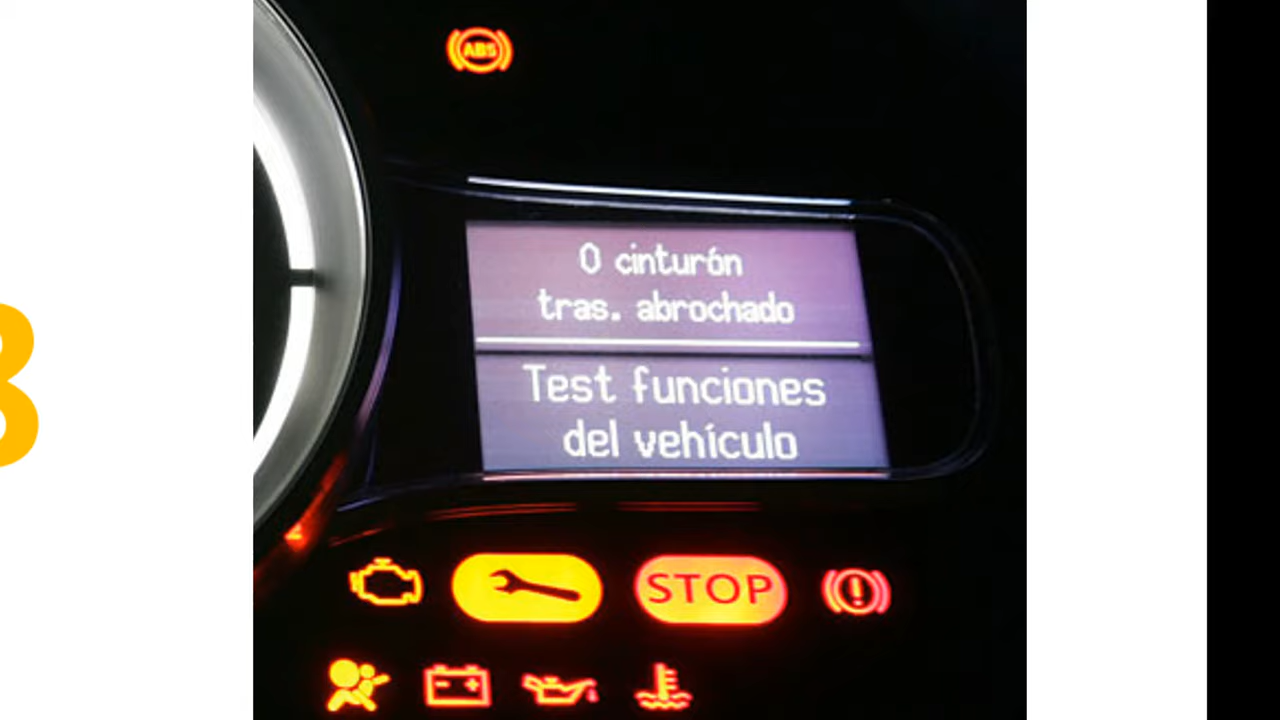 ABS
0 cinturón
tras. abrochado
Test funciones
del vehículo
STOP